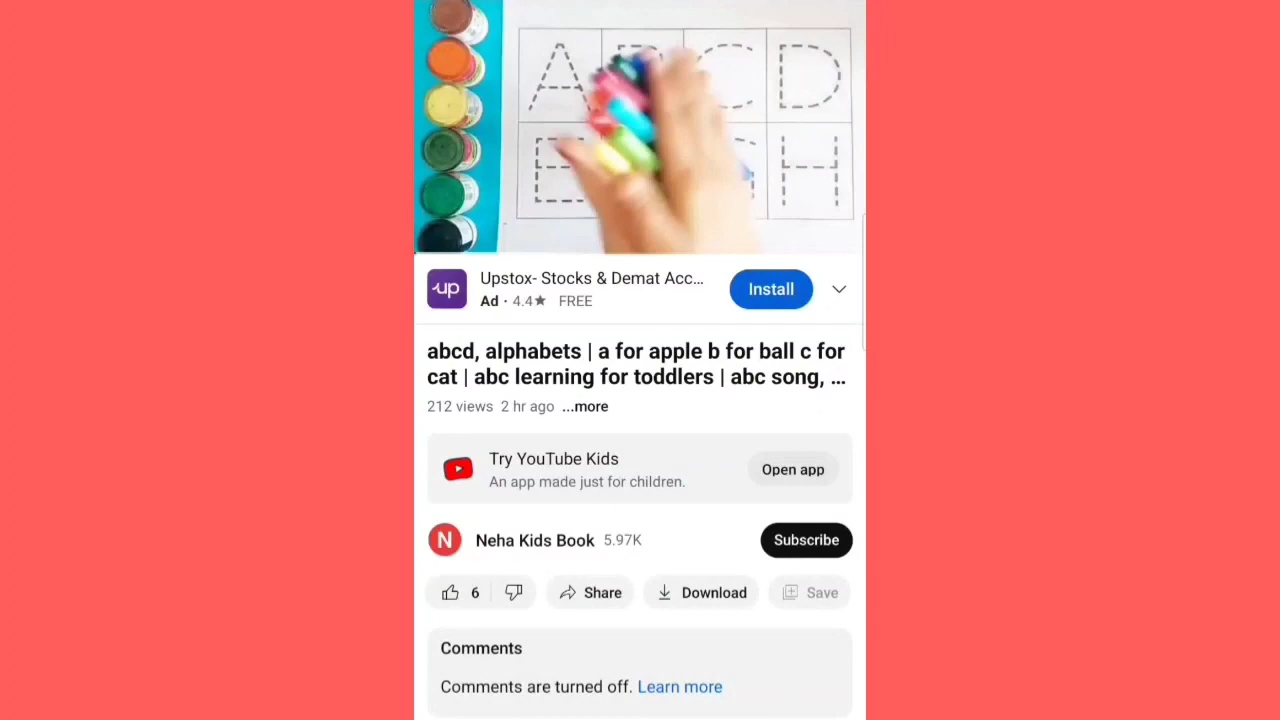 A B C D
E G H
up
Upstox- Stocks & Demat Acc...
Install
Ad · 4.4★ FREE
abcd, alphabets | a for apple b for ball c for
cat | abc learning for toddlers | abc song, ...
212 views 2 hr ago ...more
Try YouTube Kids
An app made just for children.
Open app
N
Neha Kids Book 5.97K
Subscribe
6
Share
Download
Save
Comments
Comments are turned off. Learn more